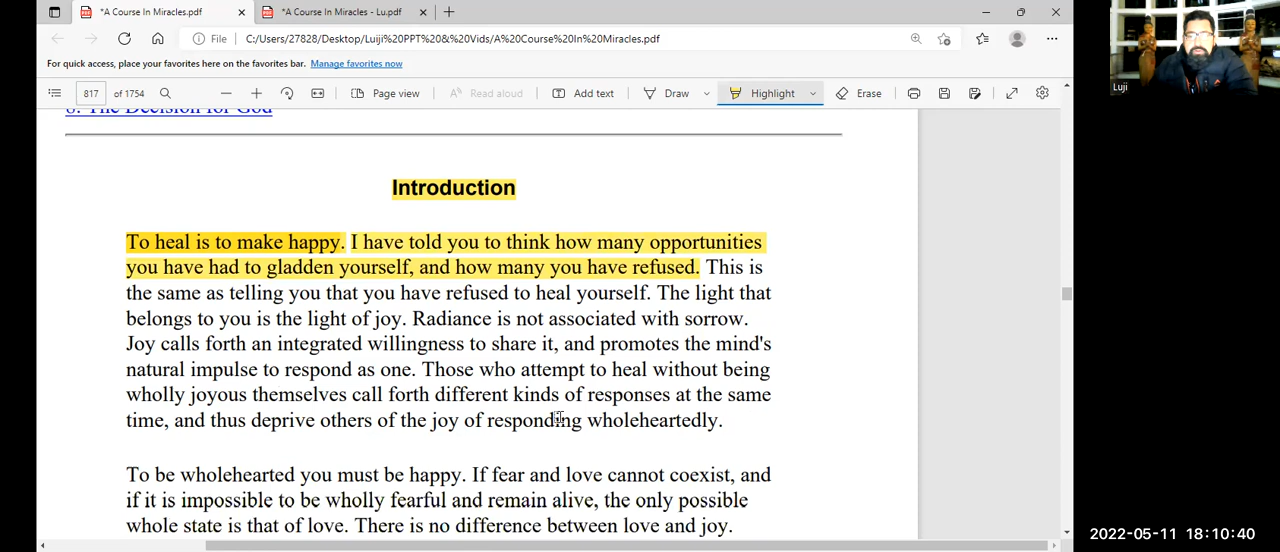 *A Course In Miracles.pdf
*A Course In Miracles - Lu.pdf
File
C:/Users/27828/Desktop/Luiji%20PPT%20&%20Vids/A%20Course%20In%20Miracles.pdf
For quick access, place your favorites here on the favorites bar. Manage favorites now
817 of 1754
Page view
Read aloud
Add text
Draw
Highlight
Erase
6. The Decision for God
Introduction
To heal is to make happy. I have told you to think how many opportunities
you have had to gladden yourself, and how many you have refused. This is
the same as telling you that you have refused to heal yourself. The light that
belongs to you is the light of joy. Radiance is not associated with sorrow.
Joy calls forth an integrated willingness to share it, and promotes the mind's
natural impulse to respond as one. Those who attempt to heal without being
wholly joyous themselves call forth different kinds of responses at the same
time, and thus deprive others of the joy of responding wholeheartedly.
To be wholehearted you must be happy. If fear and love cannot coexist, and
if it is impossible to be wholly fearful and remain alive, the only possible
whole state is that of love. There is no difference between love and joy.
Luji
2022-05-11 18:10:40